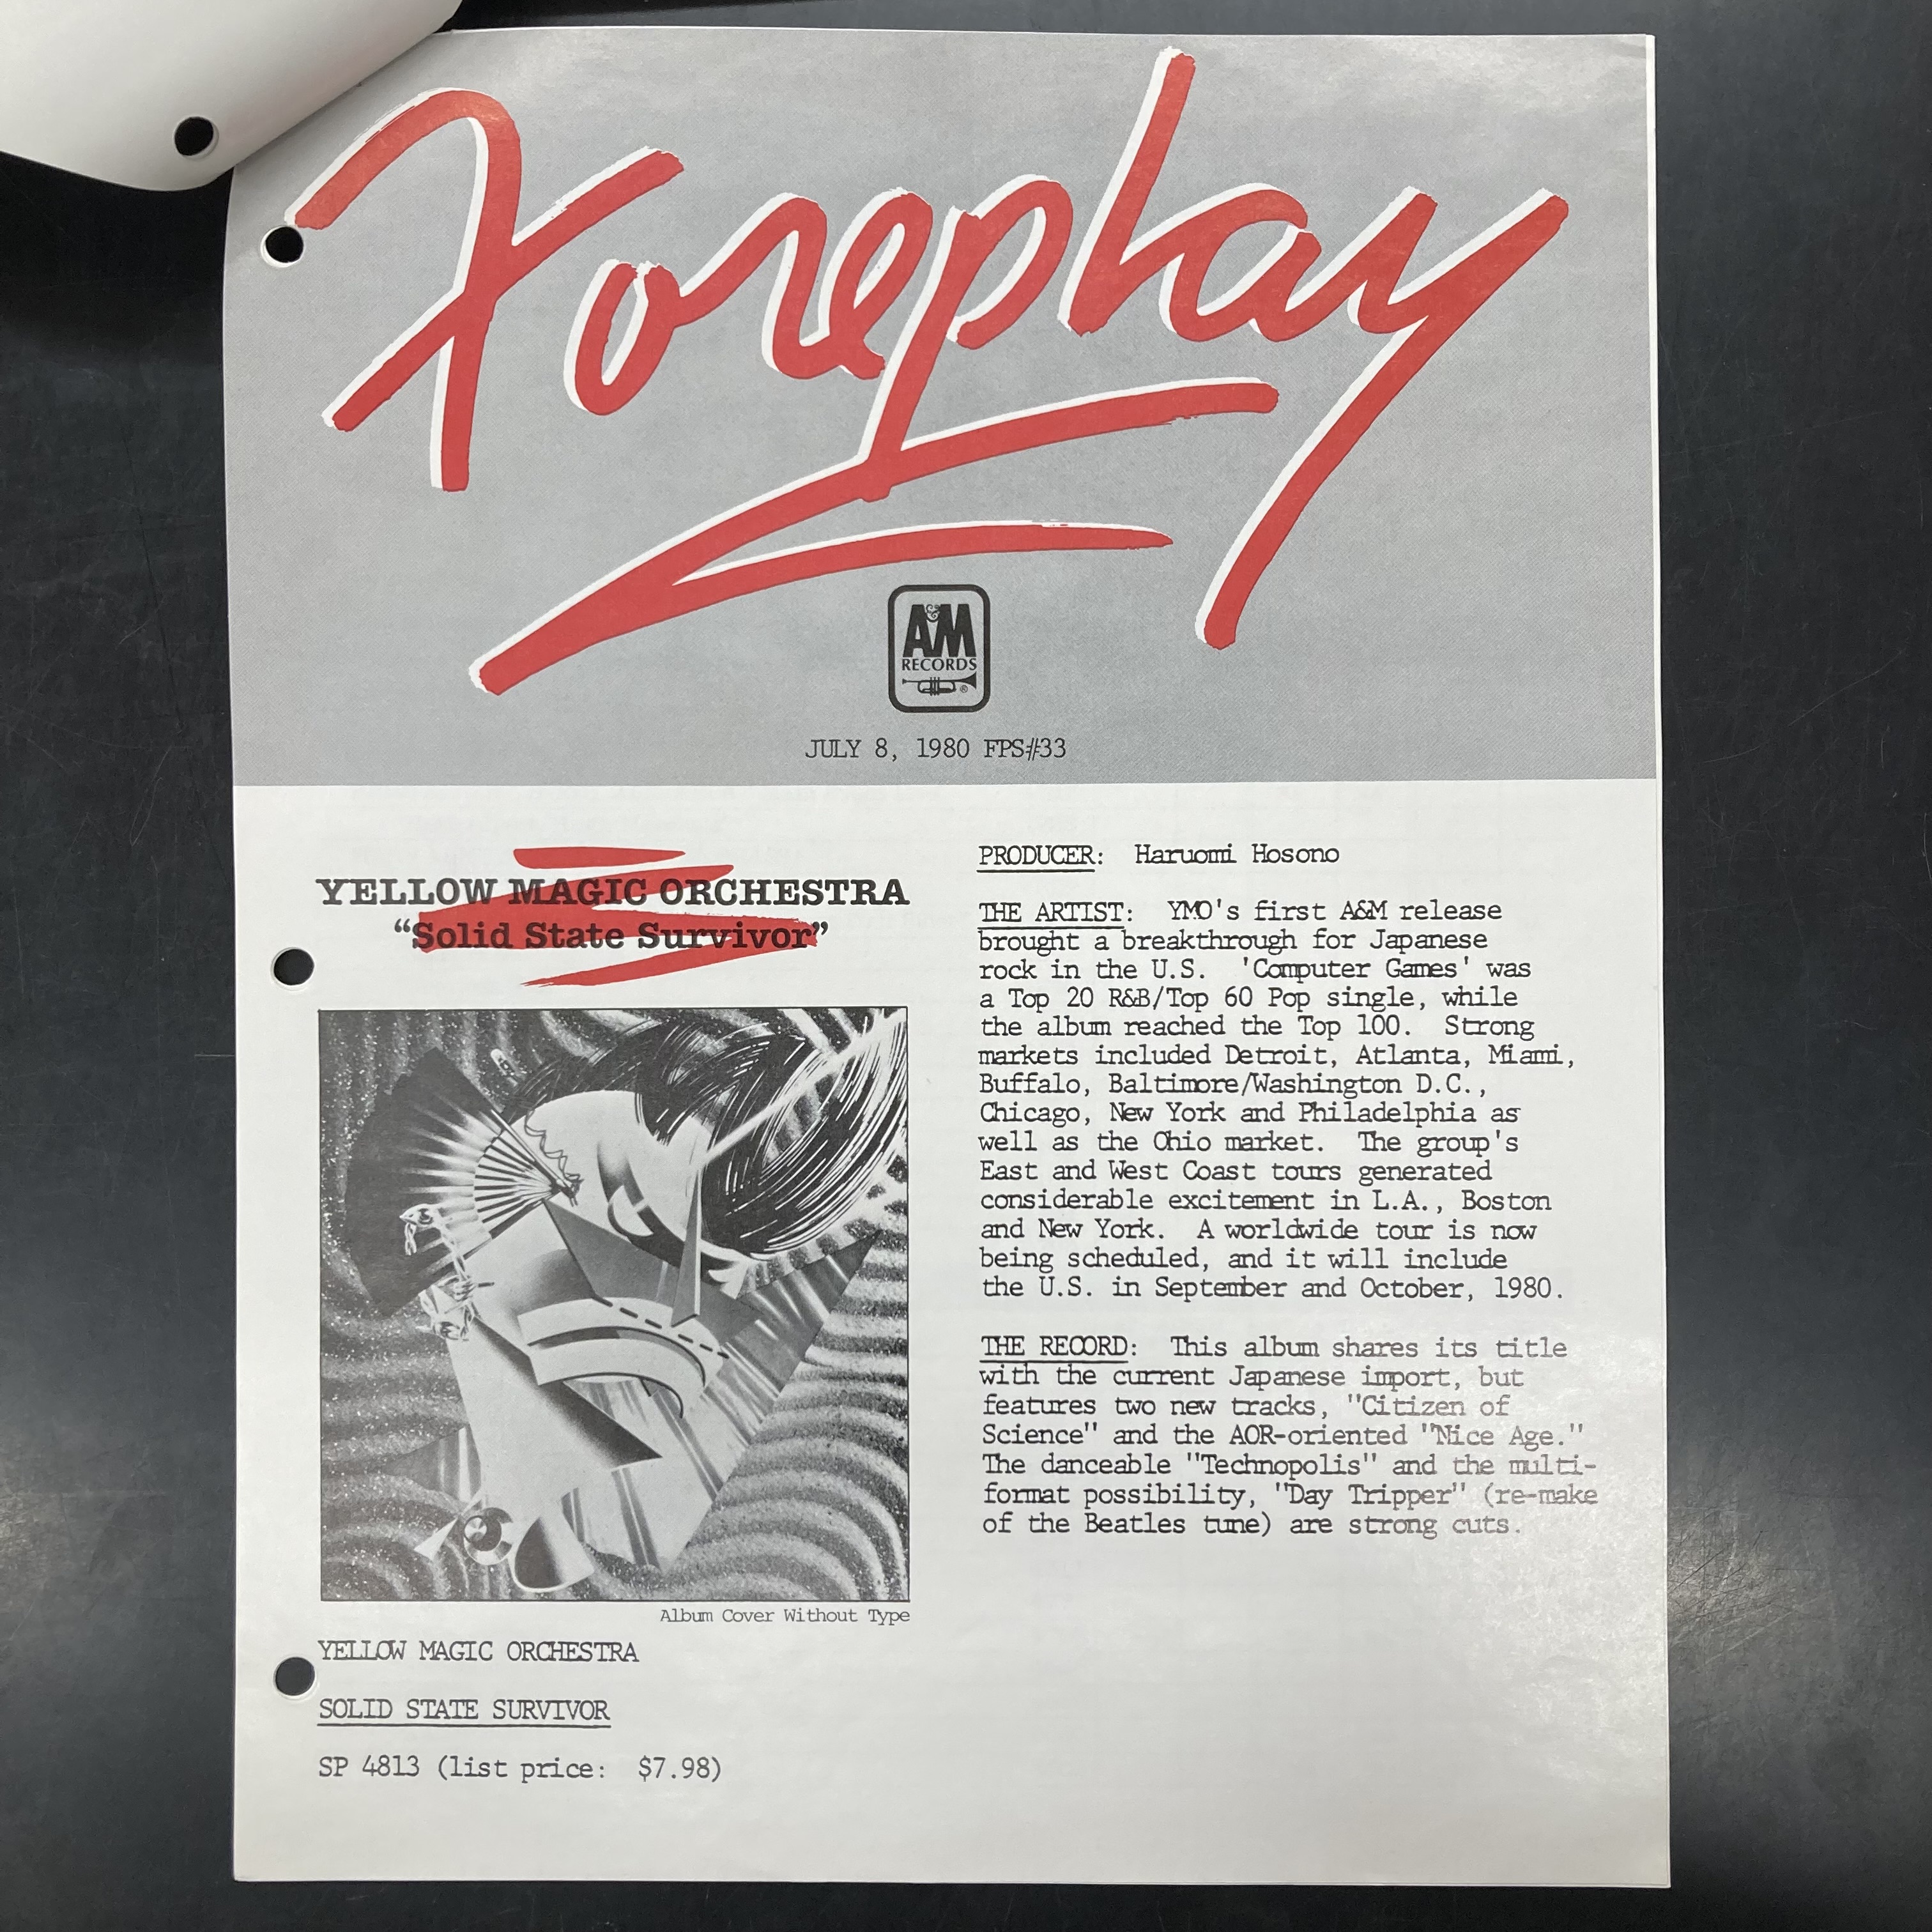 Foreplay
A&M
RECORDS
®
JULY 8, 1980 FPS#33
YELLOW MAGIC ORCHESTRA
“Solid State Survivor”
Album Cover Without Type
YELLOW MAGIC ORCHESTRA
SOLID STATE SURVIVOR
SP 4813 (list price: $7.98)
PRODUCER: Haruomi Hosono
THE ARTIST: YMO's first A&M release
brought a breakthrough for Japanese
rock in the U.S. 'Computer Games' was
a Top 20 R&B/Top 60 Pop single, while
the album reached the Top 100. Strong
markets included Detroit, Atlanta, Miami,
Buffalo, Baltimore/Washington D.C.,
Chicago, New York and Philadelphia as
well as the Ohio market. The group's
East and West Coast tours generated
considerable excitement in L.A., Boston
and New York. A worldwide tour is now
being scheduled, and it will include
the U.S. in September and October, 1980.
THE RECORD: This album shares its title
with the current Japanese import, but
features two new tracks, "Citizen of
Science" and the AOR-oriented "Nice Age."
The danceable "Technopolis" and the multi-
format possibility, "Day Tripper" (re-make
of the Beatles tune) are strong cuts.